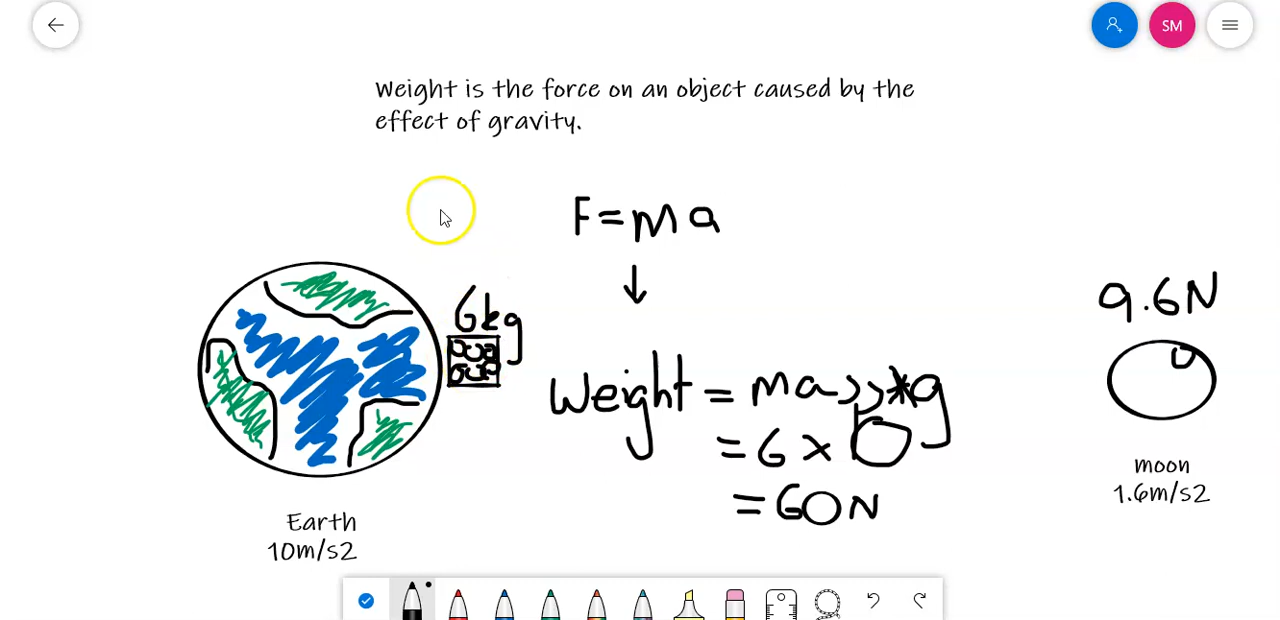 SM
Weight is the force on an object caused by the
effect of gravity.
F = ma
6kg
9.6N
Weight = mass*g
= 6 x 10
= 60N
moon
1.6m/s2
Earth
10m/s2